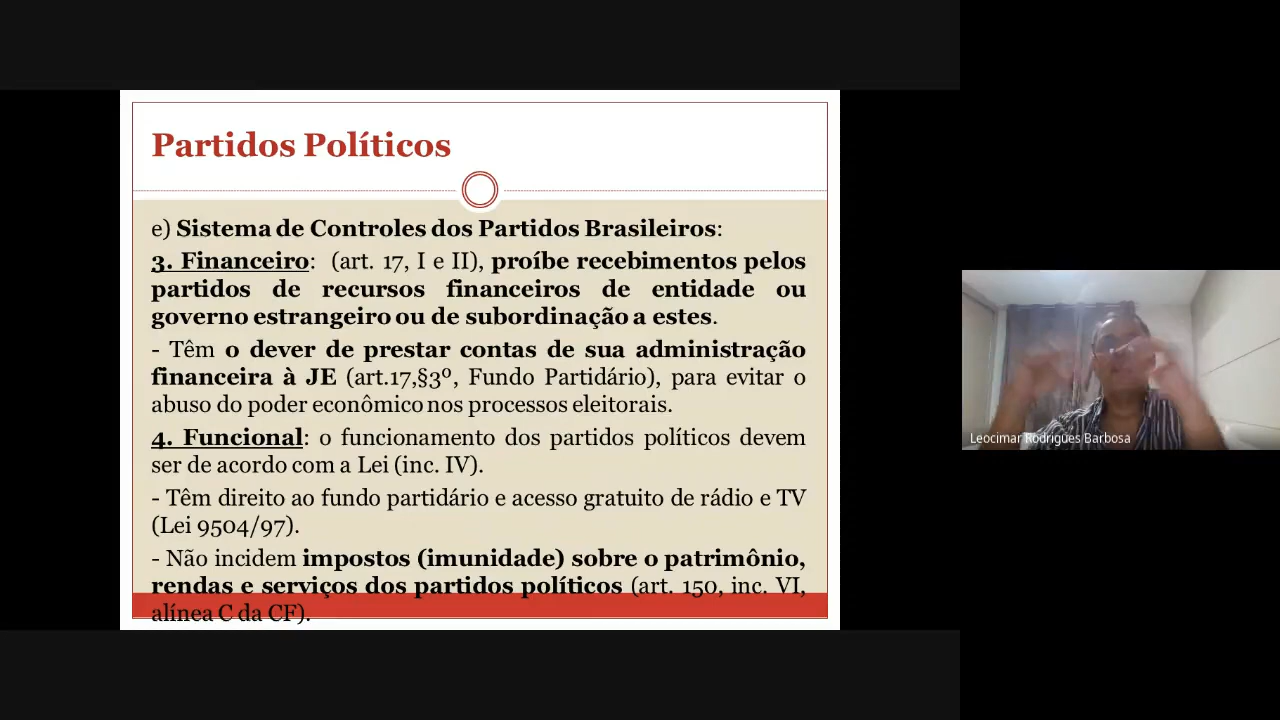 Partidos Políticos
e) Sistema de Controles dos Partidos Brasileiros:
3. Financeiro: (art. 17, I e II), proíbe recebimentos pelos
partidos de recursos financeiros de entidade ou
governo estrangeiro ou de subordinação a estes.
- Têm o dever de prestar contas de sua administração
financeira à JE (art.17,§3º, Fundo Partidário), para evitar o
abuso do poder econômico nos processos eleitorais.
4. Funcional: o funcionamento dos partidos políticos devem
ser de acordo com a Lei (inc. IV).
- Têm direito ao fundo partidário e acesso gratuito de rádio e TV
(Lei 9504/97).
- Não incidem impostos (imunidade) sobre o patrimônio,
rendas e serviços dos partidos políticos (art. 150, inc. VI,
alínea C da CF).
Leocimar Rodrigues Barbosa